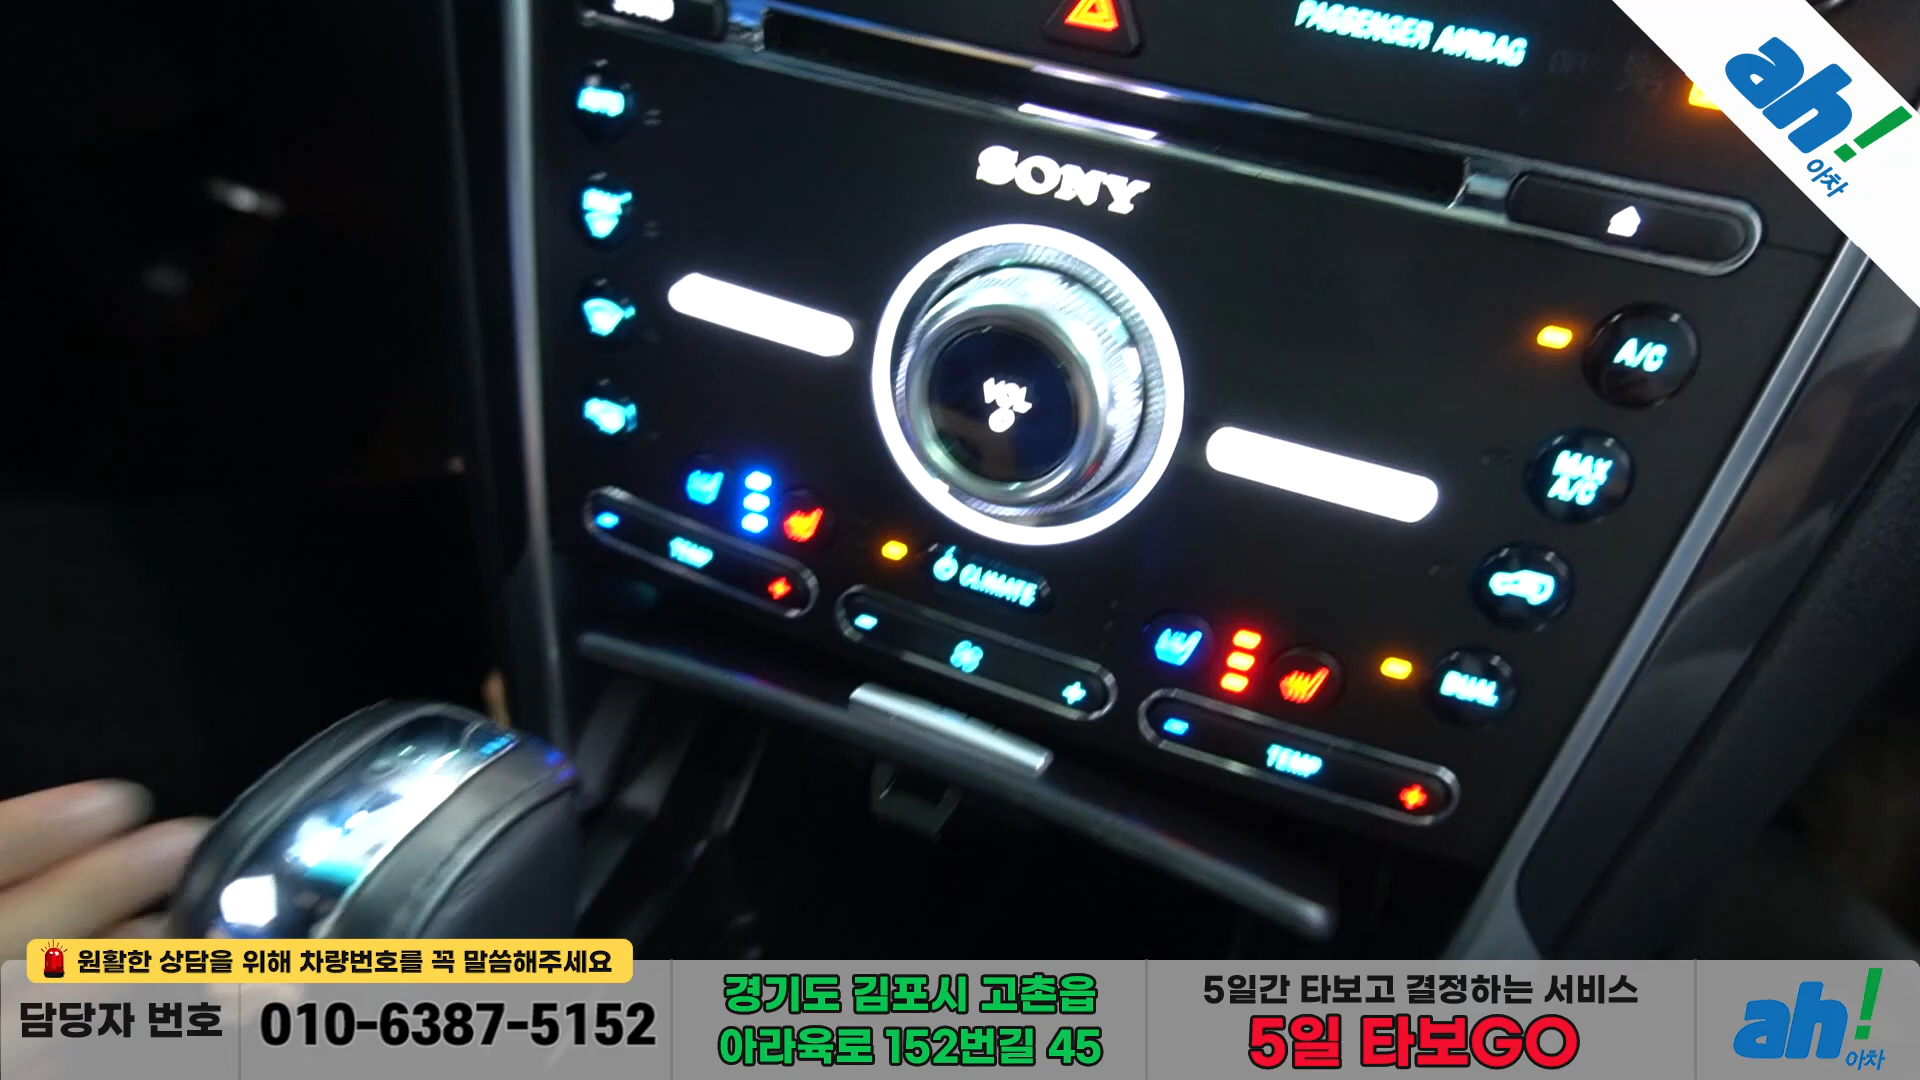 PASSENGER AIRBAG
ah!
아차
AUTO
SONY
VOL
A/C
MAX
A/C
TEMP
CLIMATE
DUAL
TEMP
원활한 상담을 위해 차량번호를 꼭 말씀해주세요
담당자 번호
010-6387-5152
경기도 김포시 고촌읍
아라육로 152번길 45
5일간 타보고 결정하는 서비스
5일 타보GO
ah!
아차